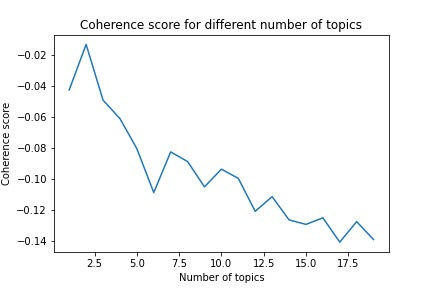 Coherence score for different number of topics
Coherence score
−0.02
−0.04
−0.06
−0.08
−0.10
−0.12
−0.14
2.5 5.0 7.5 10.0 12.5 15.0 17.5
Number of topics